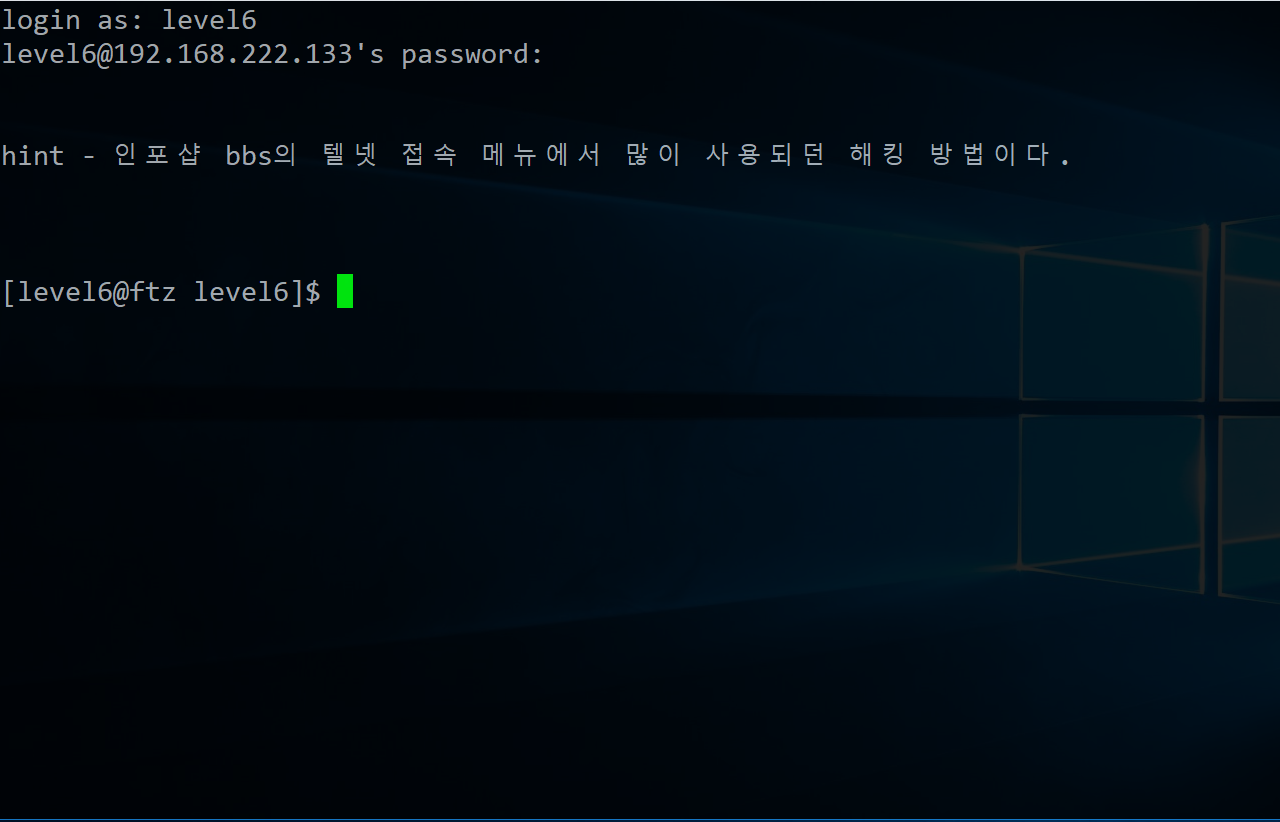 login as: level6
level6@192.168.222.133's password:
hint - 인포샵 bbs의 텔넷 접속 메뉴에서 많이 사용되던 해킹 방법이다.
[level6@ftz level6]$